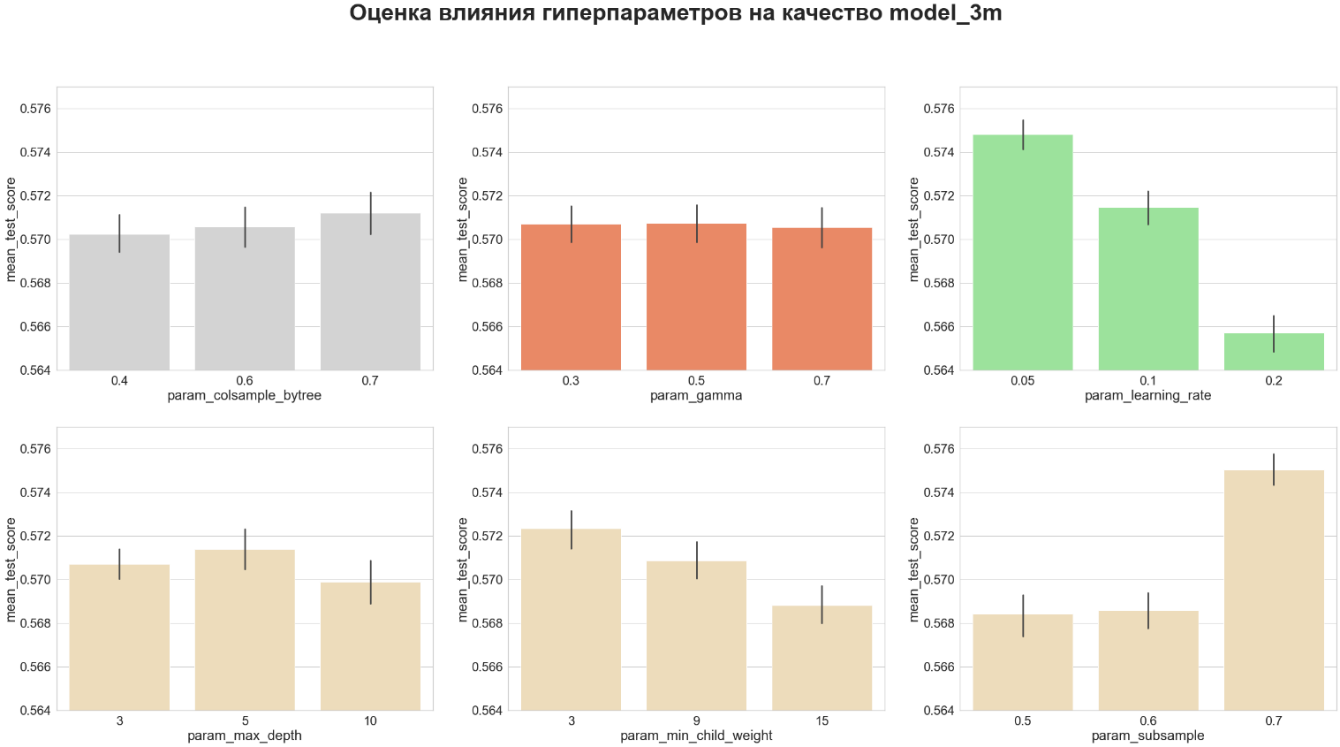 Оценка влияния гиперпараметров на качество model_3m
0.576
0.574
0.572
0.570
0.568
0.566
0.564
mean_test_score
0.4 0.6 0.7
param_colsample_bytree
0.576
0.574
0.572
0.570
0.568
0.566
0.564
mean_test_score
0.3 0.5 0.7
param_gamma
0.576
0.574
0.572
0.570
0.568
0.566
0.564
mean_test_score
0.05 0.1 0.2
param_learning_rate
0.576
0.574
0.572
0.570
0.568
0.566
0.564
mean_test_score
3 5 10
param_max_depth
0.576
0.574
0.572
0.570
0.568
0.566
0.564
mean_test_score
3 9 15
param_min_child_weight
0.576
0.574
0.572
0.570
0.568
0.566
0.564
mean_test_score
0.5 0.6 0.7
param_subsample